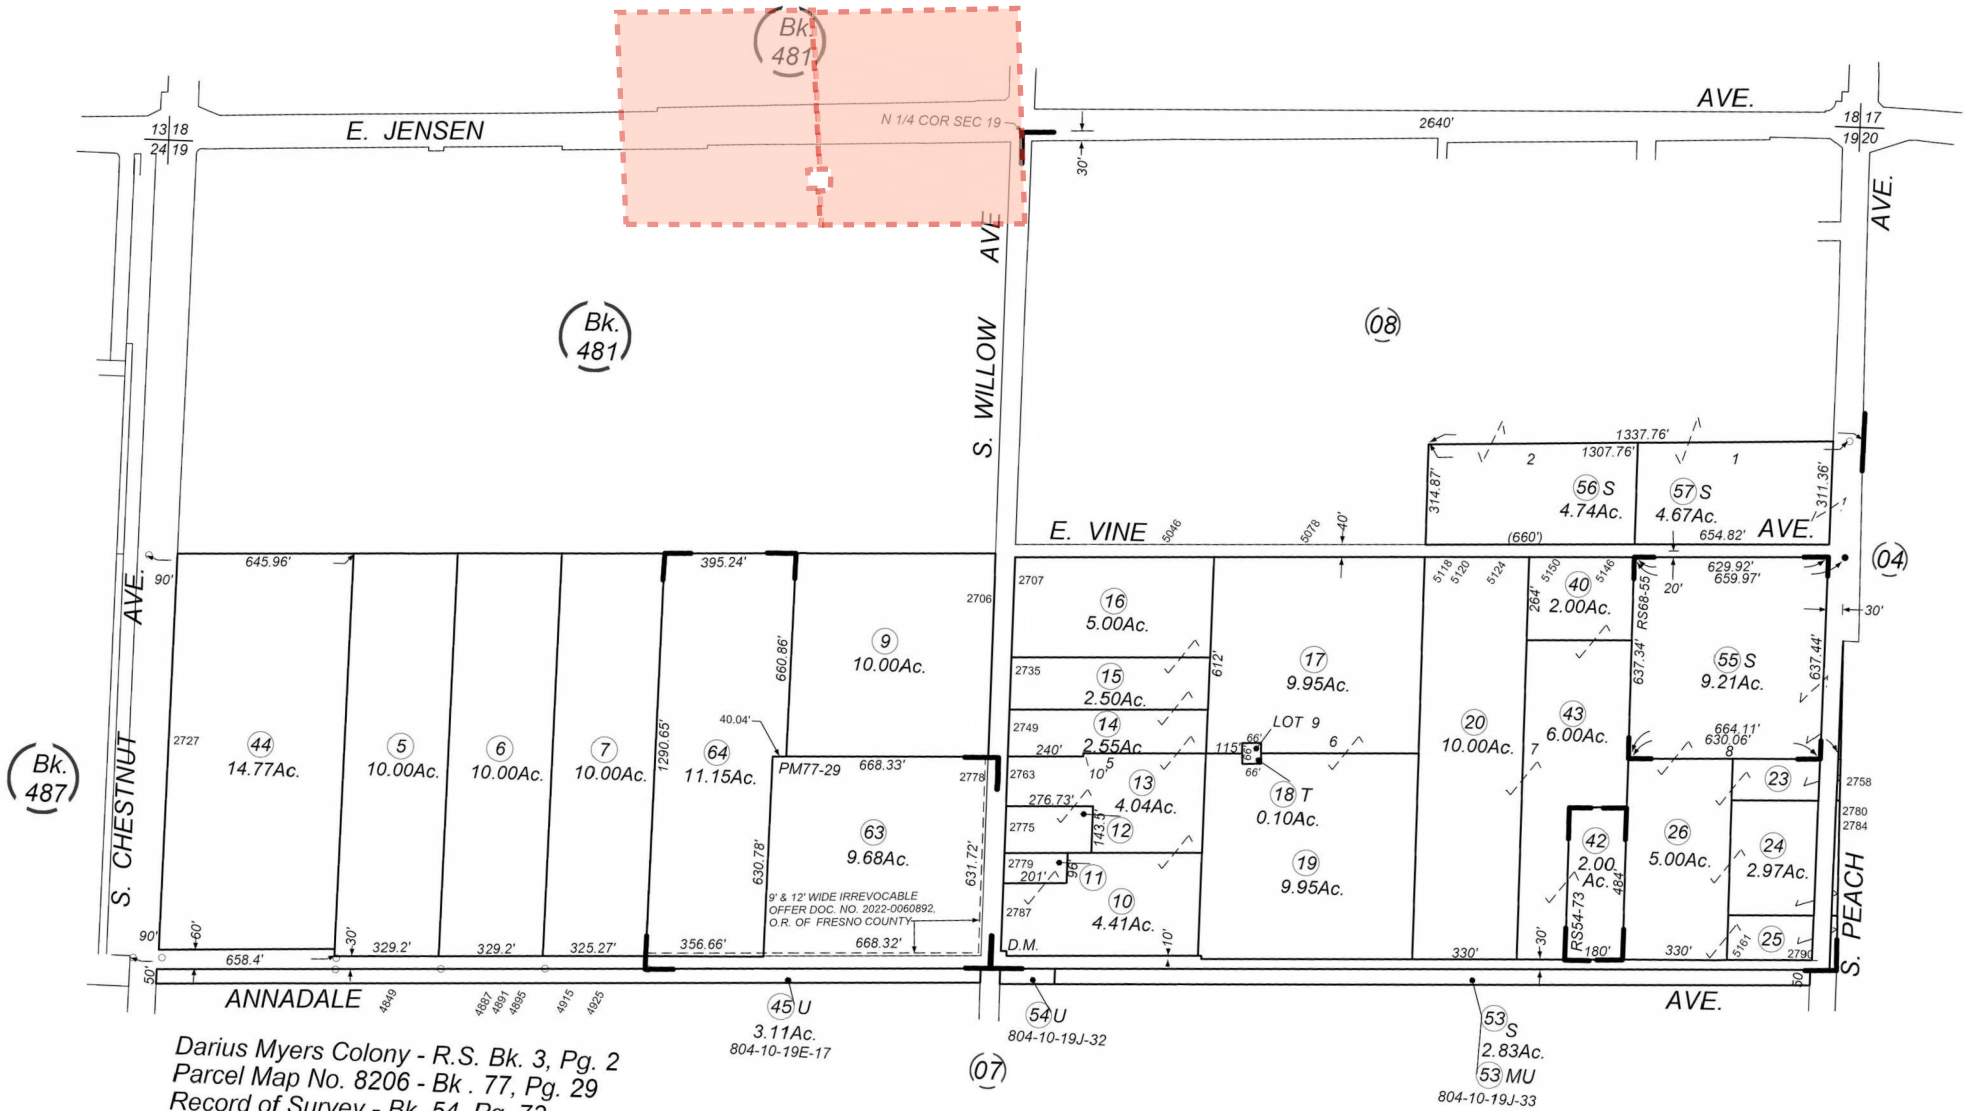 Bk.
481
AVE.
E. JENSEN
13 18
24 19
N 1/4 COR SEC 19
2640'
18 17
19 20
30'
AVE.
S. WILLOW AVE
Bk.
481
(08)
1337.76'
1307.76'
2
1
314.87'
311.36'
56 S
4.74Ac.
57 S
4.67Ac.
1
E. VINE
5046
5078
40'
(660')
654.82'
AVE.
(04)
645.96'
395.24'
90'
AVE.
2707
2706
16
5.00Ac.
5118
5120
5124
5150
5146
40
2.00Ac.
264'
RS68-55
629.92'
659.97'
20'
30'
9
10.00Ac.
660.86'
2735
15
2.50Ac.
612'
17
9.95Ac.
637.34'
55 S
9.21Ac.
637.44'
2749
14
2.55Ac.
LOT 9
20
10.00Ac.
43
6.00Ac.
664.11'
630.06'
8
7
2727
44
14.77Ac.
5
10.00Ac.
6
10.00Ac.
7
10.00Ac.
1290.65'
64
11.15Ac.
40.04'
PM77-29
668.33'
2778
240'
5
10'
115'
66'
66'
66'
6
2763
13
4.04Ac.
18 T
0.10Ac.
23
2758
Bk.
487
S. CHESTNUT
276.73'
143.5'
2775
12
2780
2784
63
9.68Ac.
630.78'
631.72'
2779
201'
96'
11
19
9.95Ac.
42
2.00
Ac.
484'
RS54-73
26
5.00Ac.
24
2.97Ac.
9' & 12' WIDE IRREVOCABLE
OFFER DOC. NO. 2022-0060892,
O.R. OF FRESNO COUNTY
2787
10
4.41Ac.
S. PEACH
90'
60'
30'
329.2'
329.2'
325.27'
356.66'
668.32'
D.M.
10'
330'
30'
180'
330'
5161
25
2790
658.4'
50'
50'
ANNADALE
4849
4887
4891
4895
4915
4925
45 U
3.11Ac.
804-10-19E-17
54 U
804-10-19J-32
(07)
53
S
2.83Ac.
53 MU
804-10-19J-33
AVE.
Darius Myers Colony - R.S. Bk. 3, Pg. 2
Parcel Map No. 8206 - Bk . 77, Pg. 29
Record of Survey - Bk. 54, Pg. 73